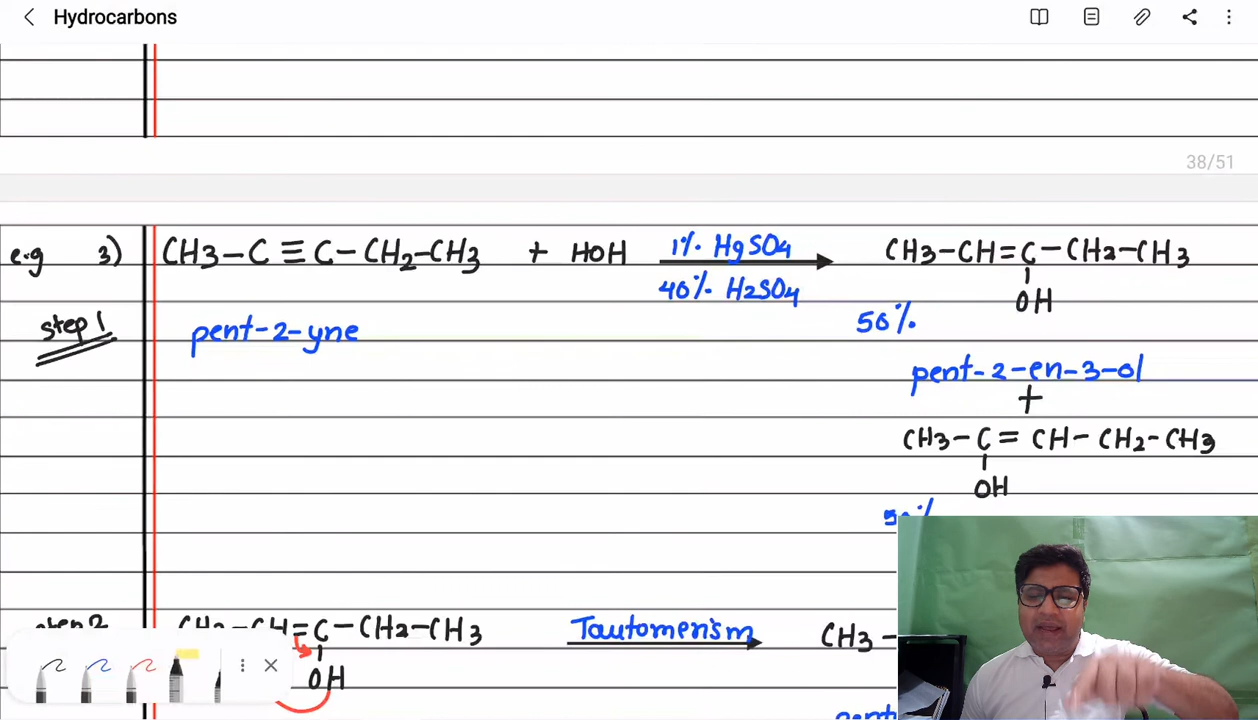 Hydrocarbons
38/51
e.g 3) CH3-C≡C-CH2-CH3 + HOH 1% HgSO4 CH3-CH=C-CH2-CH3
40% H2SO4
OH
step 1 pent-2-yne 50%
pent-2-en-3-ol
+
CH3-C=CH-CH2-CH3
OH
CH=C-CH2-CH3 Tautomerism CH3-
OH